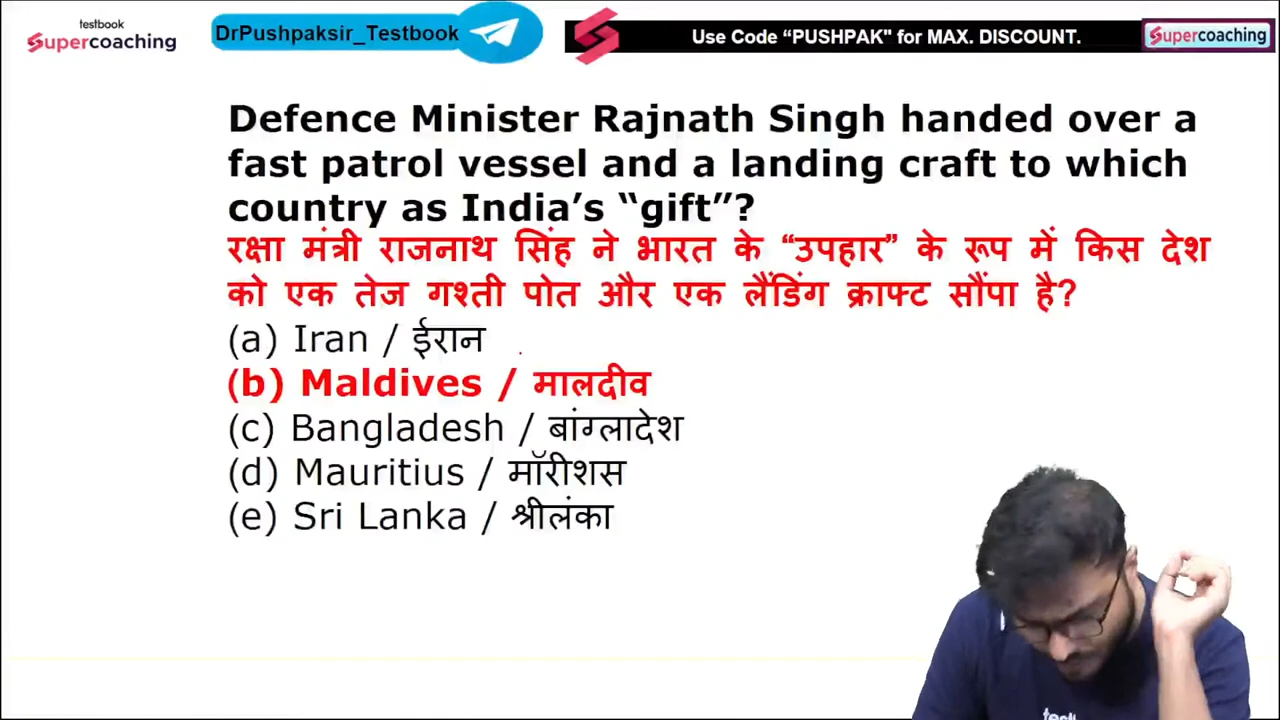 testbook
Supercoaching
DrPushpaksir_Testbook
Use Code “PUSHPAK" for MAX. DISCOUNT.
Supercoaching
Defence Minister Rajnath Singh handed over a
fast patrol vessel and a landing craft to which
country as India’s “gift”?
रक्षा मंत्री राजनाथ सिंह ने भारत के “उपहार” के रूप में किस देश
को एक तेज गश्ती पोत और एक लैंडिंग क्राफ्ट सौंपा है?
(a) Iran / ईरान
(b) Maldives / मालदीव
(c) Bangladesh / बांग्लादेश
(d) Mauritius / मॉरीशस
(e) Sri Lanka / श्रीलंका